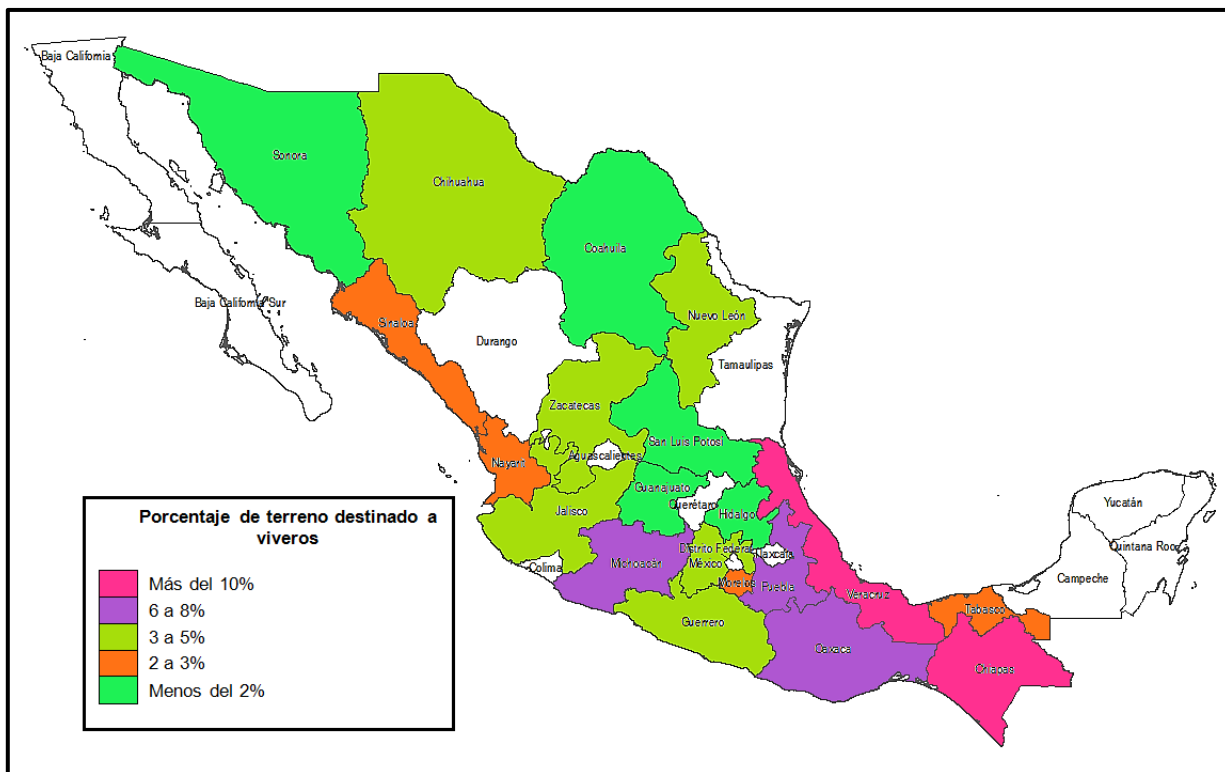 Baja California
Sonora
Chihuahua
Coahuila
Nuevo León
Baja California Sur
Sinaloa
Durango
Tamaulipas
Zacatecas
San Luis Potosí
Aguascalientes
Nayarit
Guanajuato
Querétaro
Hidalgo
Jalisco
Distrito Federal
México
Tlaxcala
Colima
Michoacán
Morelos
Puebla
Veracruz
Guerrero
Oaxaca
Tabasco
Chiapas
Yucatán
Quintana Roo
Campeche
Porcentaje de terreno destinado a
viveros
Más del 10%
6 a 8%
3 a 5%
2 a 3%
Menos del 2%